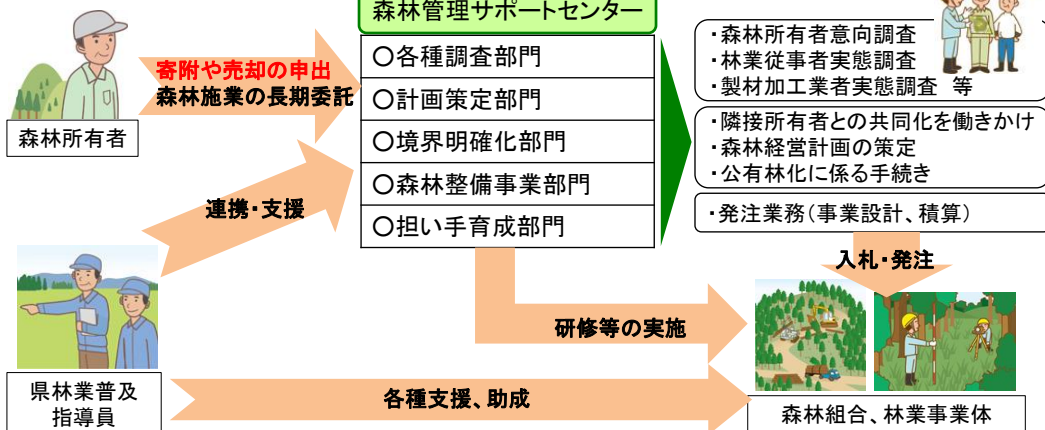 森林管理サポートセンター
寄附や売却の申出
森林施業の長期委託
森林所有者
〇各種調査部門
〇計画策定部門
〇境界明確化部門
〇森林整備事業部門
〇担い手育成部門
・森林所有者意向調査
・林業従事者実態調査
・製材加工業者実態調査 等
・隣接所有者との共同化を働きかけ
・森林経営計画の策定
・公有林化に係る手続き
・発注業務(事業設計、積算)
連携・支援
入札・発注
研修等の実施
各種支援、助成
県林業普及
指導員
森林組合、林業事業体